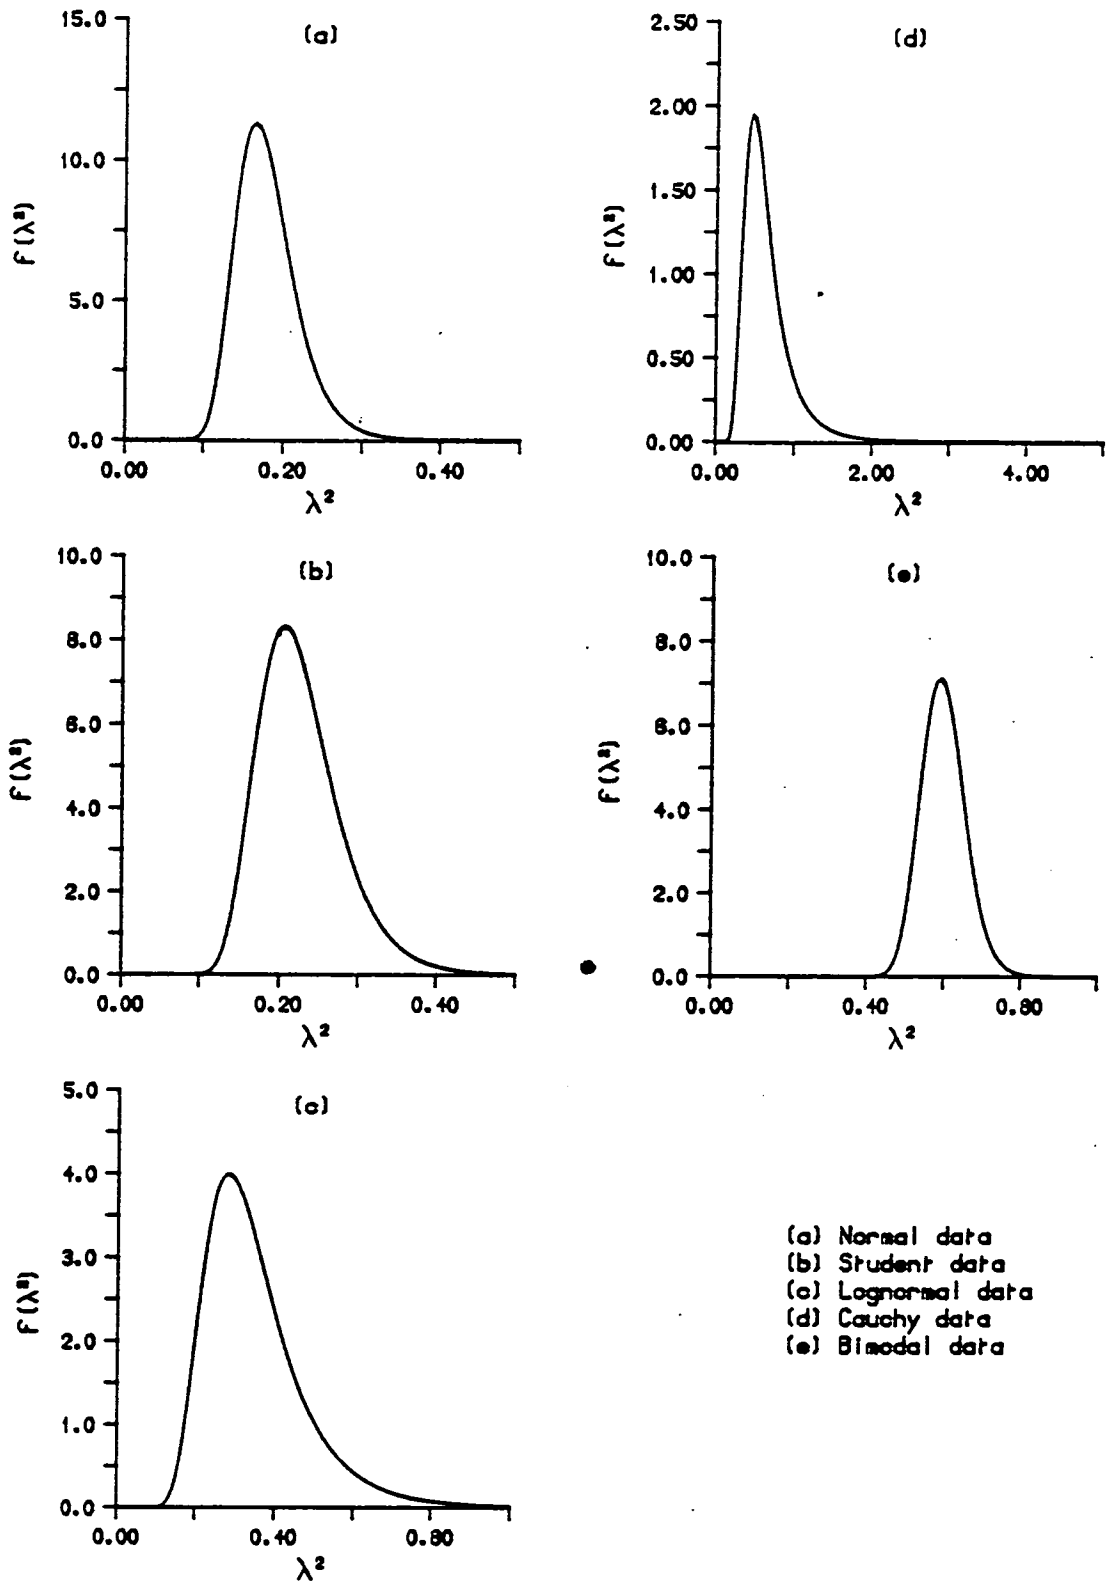 (a)
15.0
10.0
5.0
0.0
f(λ²)
0.00 0.20 0.40
λ²
(d)
2.50
2.00
1.50
1.00
0.50
0.00
f(λ²)
0.00 2.00 4.00
λ²
(b)
10.0
8.0
6.0
4.0
2.0
0.0
f(λ²)
0.00 0.20 0.40
λ²
(e)
10.0
8.0
6.0
4.0
2.0
0.0
f(λ²)
0.00 0.40 0.80
λ²
(c)
5.0
4.0
3.0
2.0
1.0
0.0
f(λ²)
0.00 0.40 0.80
λ²
(a) Normal data
(b) Student data
(c) Lognormal data
(d) Cauchy data
(e) Bimodal data